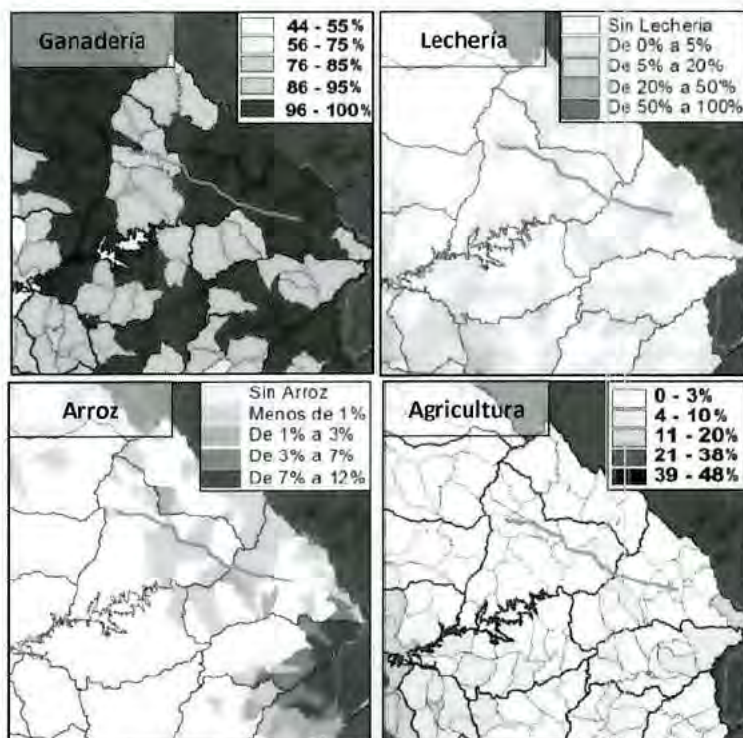 Ganadería
44 - 55%
56 - 75%
76 - 85%
86 - 95%
96 - 100%
Lechería
Sin Lecheria
De 0% a 5%
De 5% a 20%
De 20% a 50%
De 50% a 100%
Arroz
Sin Arroz
Menos de 1%
De 1% a 3%
De 3% a 7%
De 7% a 12%
Agricultura
0 - 3%
4 - 10%
11 - 20%
21 - 38%
39 - 48%